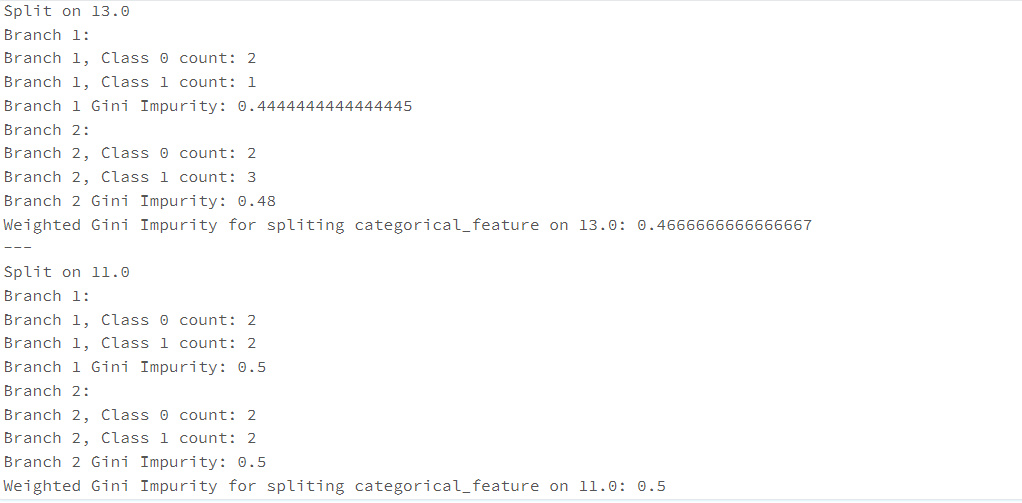 Split on 13.0
Branch 1:
Branch 1, Class 0 count: 2
Branch 1, Class 1 count: 1
Branch 1 Gini Impurity: 0.4444444444444445
Branch 2:
Branch 2, Class 0 count: 2
Branch 2, Class 1 count: 3
Branch 2 Gini Impurity: 0.48
Weighted Gini Impurity for spliting categorical_feature on 13.0: 0.4666666666666667
---
Split on 11.0
Branch 1:
Branch 1, Class 0 count: 2
Branch 1, Class 1 count: 2
Branch 1 Gini Impurity: 0.5
Branch 2:
Branch 2, Class 0 count: 2
Branch 2, Class 1 count: 2
Branch 2 Gini Impurity: 0.5
Weighted Gini Impurity for spliting categorical_feature on 11.0: 0.5